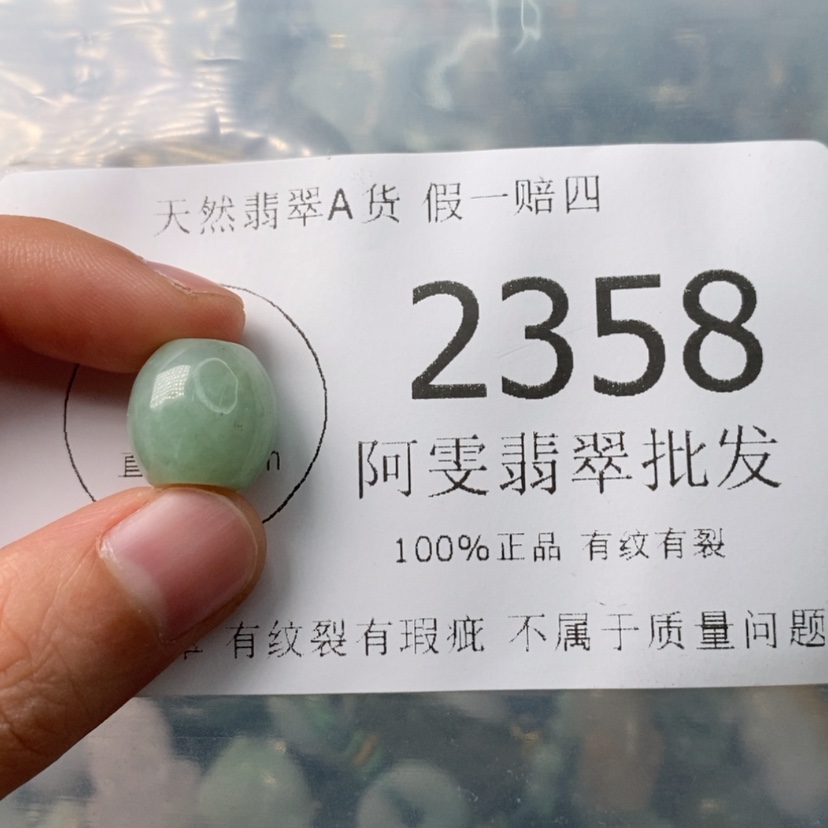 天然翡翠A货 假一赔四
2358
阿雯翡翠批发
100%正品 有纹有裂
有纹裂有瑕疵 不属于质量问题